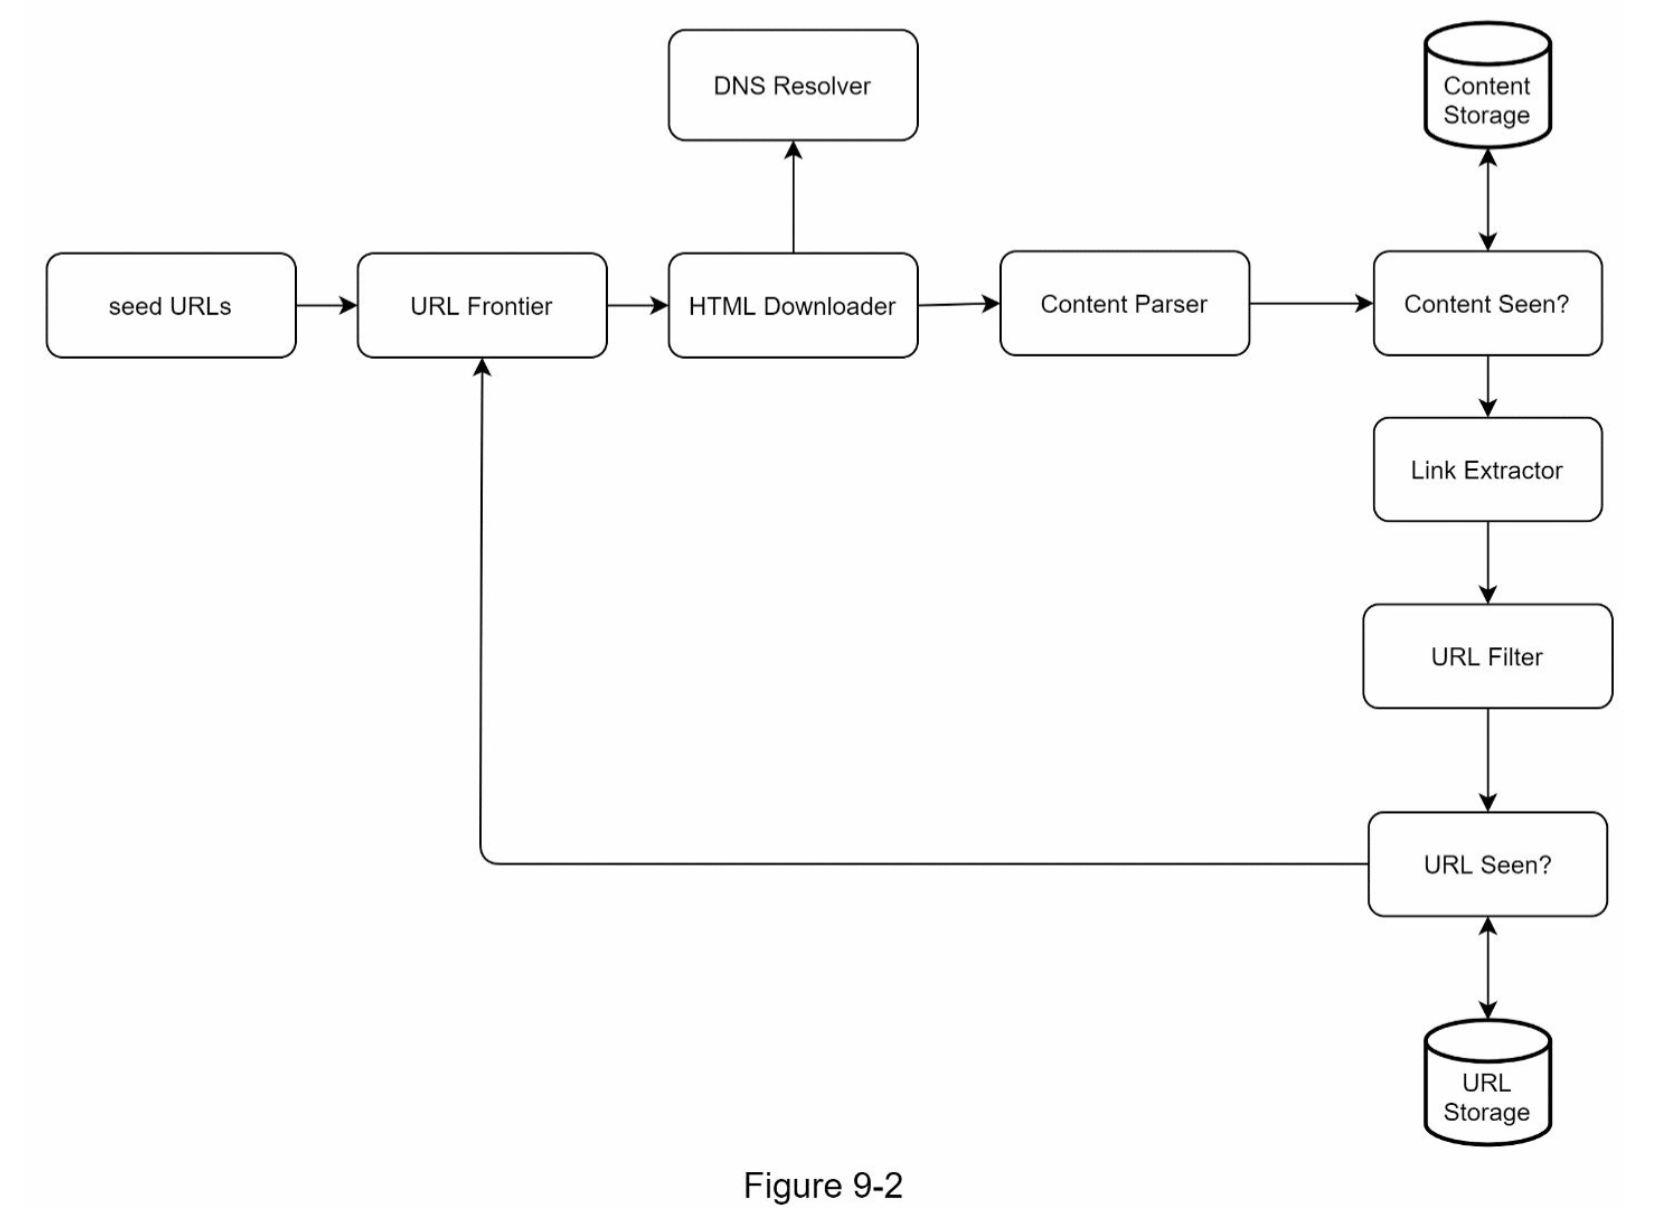 DNS Resolver
Content
Storage
seed URLs
URL Frontier
HTML Downloader
Content Parser
Content Seen?
Link Extractor
URL Filter
URL Seen?
URL
Storage
Figure 9-2